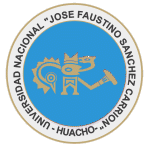 UNIVERSIDAD NACIONAL "JOSE FAUSTINO SANCHEZ CARRION"
- HUACHO -